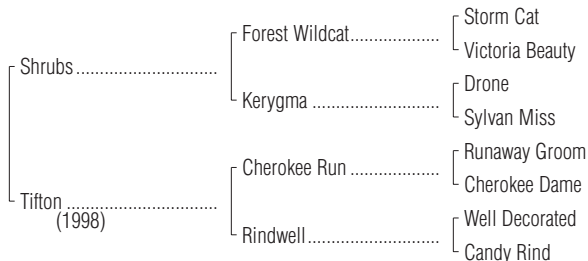 Storm Cat
Forest Wildcat....................
Victoria Beauty
Shrubs................................
Drone
Kerygma ............................
Sylvan Miss
Runaway Groom
Cherokee Run ....................
Cherokee Dame
Tifton ..................................
(1998)
Well Decorated
Rindwell.............................
Candy Rind